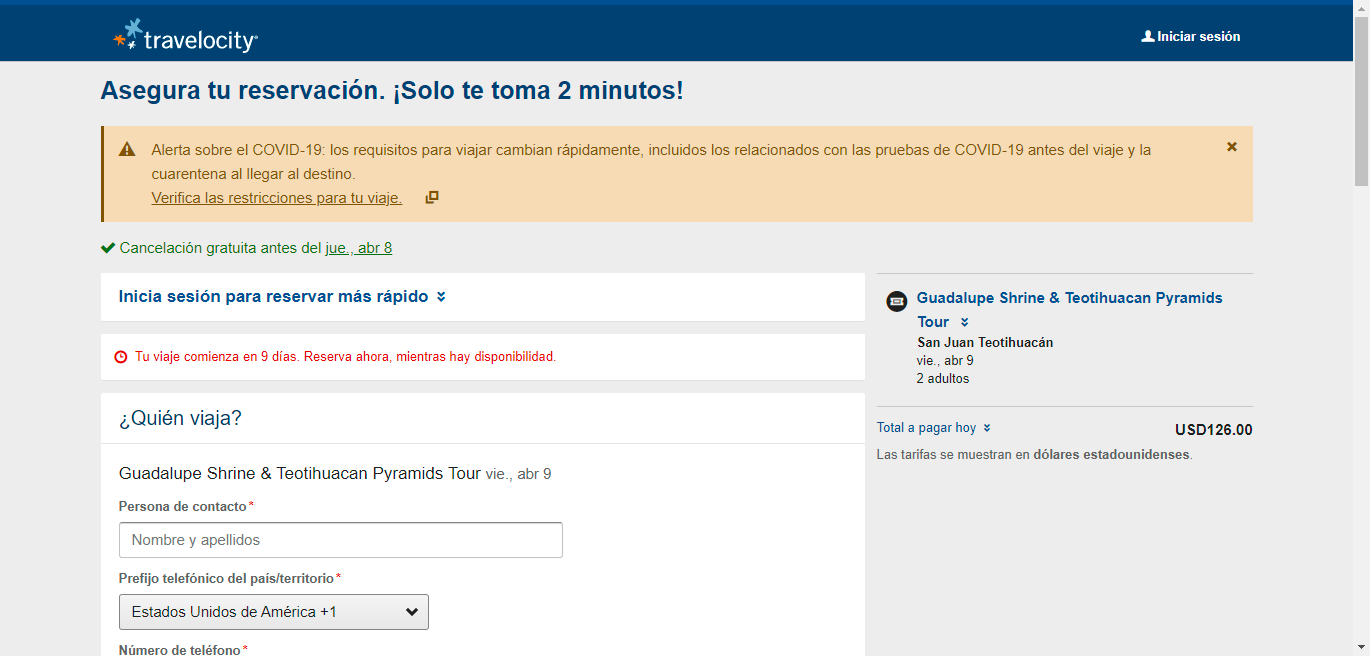 travelocity
Iniciar sesión
Asegura tu reservación. ¡Solo te toma 2 minutos!
Alerta sobre el COVID-19: los requisitos para viajar cambian rápidamente, incluidos los relacionados con las pruebas de COVID-19 antes del viaje y la
cuarentena al llegar al destino.
Verifica las restricciones para tu viaje.
Cancelación gratuita antes del jue., abr 8
Inicia sesión para reservar más rápido
Tu viaje comienza en 9 días. Reserva ahora, mientras hay disponibilidad.
¿Quién viaja?
Guadalupe Shrine & Teotihuacan Pyramids Tour vie., abr 9
Persona de contacto*
Nombre y apellidos
Prefijo telefónico del país/territorio*
Estados Unidos de América +1
Número de teléfono*
Guadalupe Shrine & Teotihuacan Pyramids
Tour
San Juan Teotihuacán
vie., abr 9
2 adultos
Total a pagar hoy
USD126.00
Las tarifas se muestran en dólares estadounidenses.